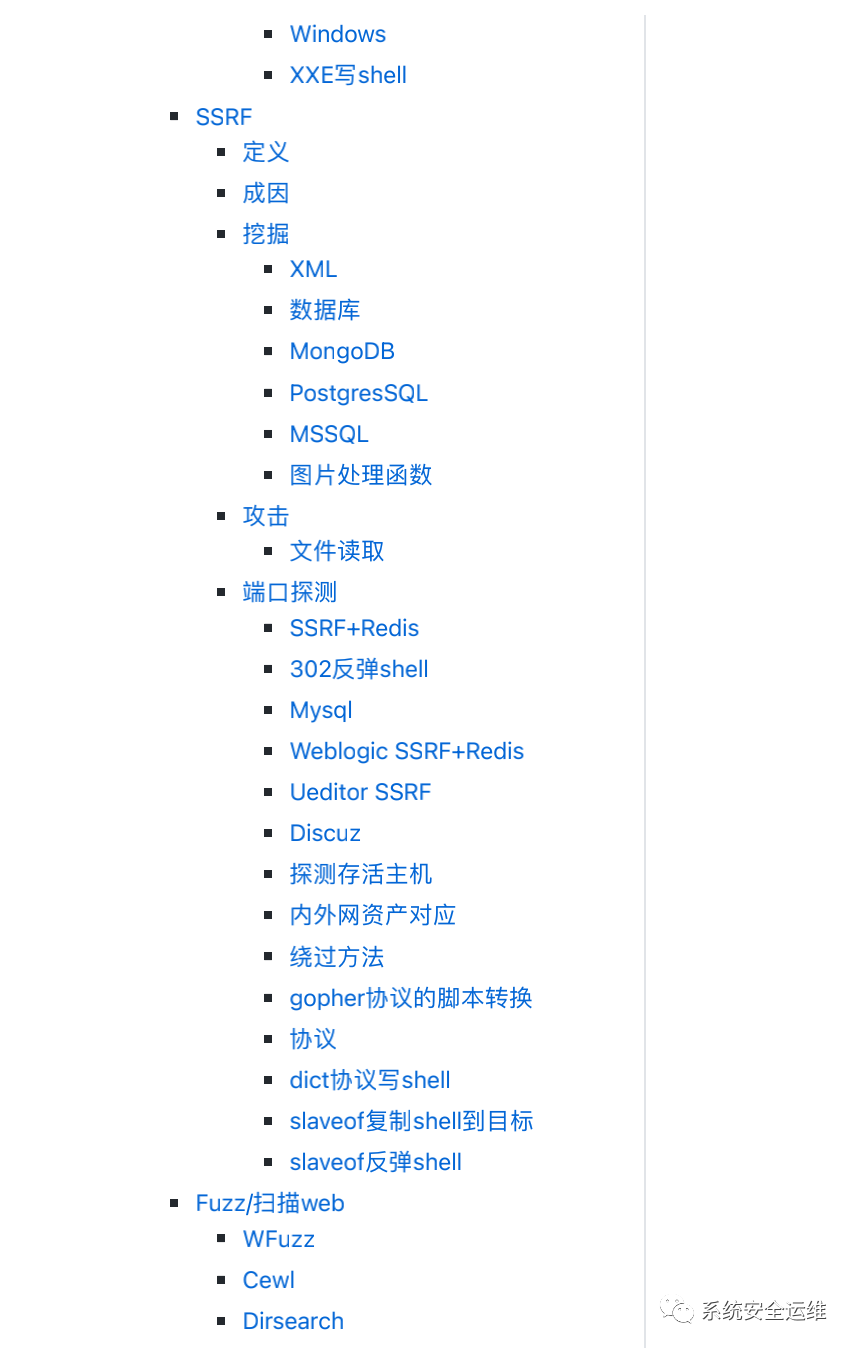 Windows
XXE写shell
SSRF
定义
成因
挖掘
XML
数据库
MongoDB
PostgresSQL
MSSQL
图片处理函数
攻击
文件读取
端口探测
SSRF+Redis
302反弹shell
Mysql
Weblogic SSRF+Redis
Ueditor SSRF
Discuz
探测存活主机
内外网资产对应
绕过方法
gopher协议的脚本转换
协议
dict协议写shell
slaveof复制shell到目标
slaveof反弹shell
Fuzz/扫描web
WFuzz
Cewl
Dirsearch
系统安全运维